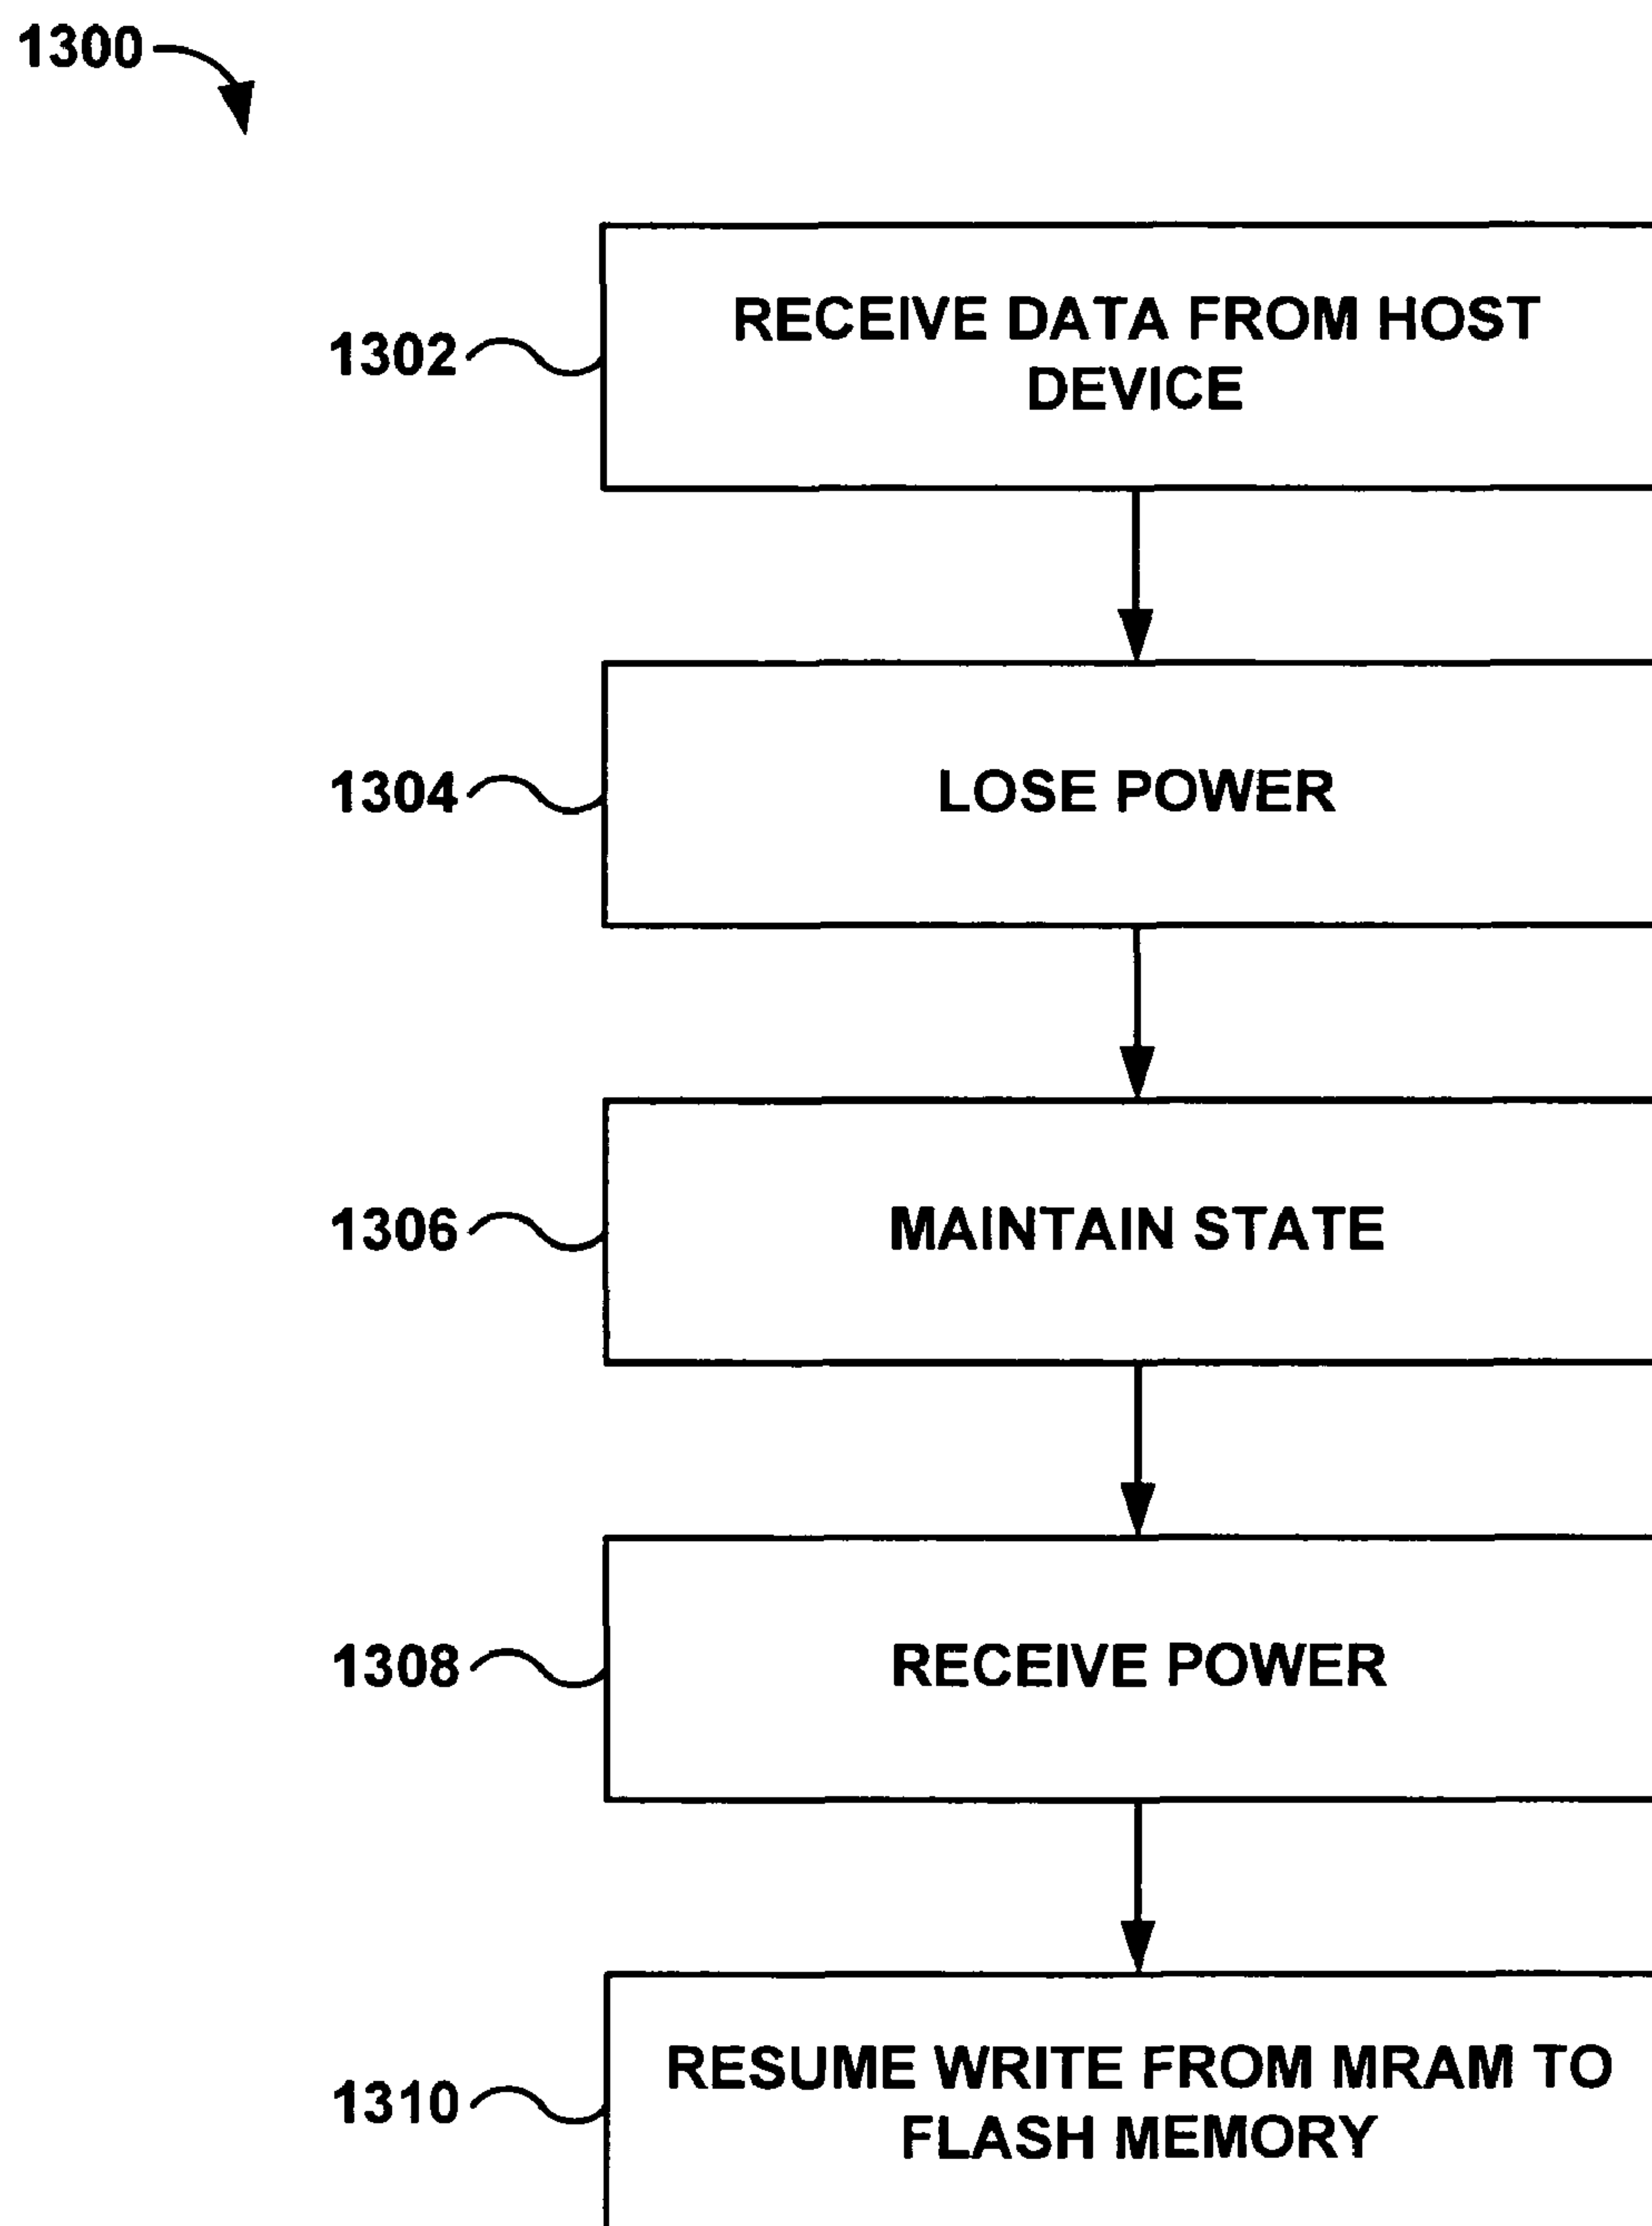 1300
1302
RECEIVE DATA FROM HOST
DEVICE
1304
LOSE POWER
1306
MAINTAIN STATE
1308
RECEIVE POWER
1310
RESUME WRITE FROM MRAM TO
FLASH MEMORY